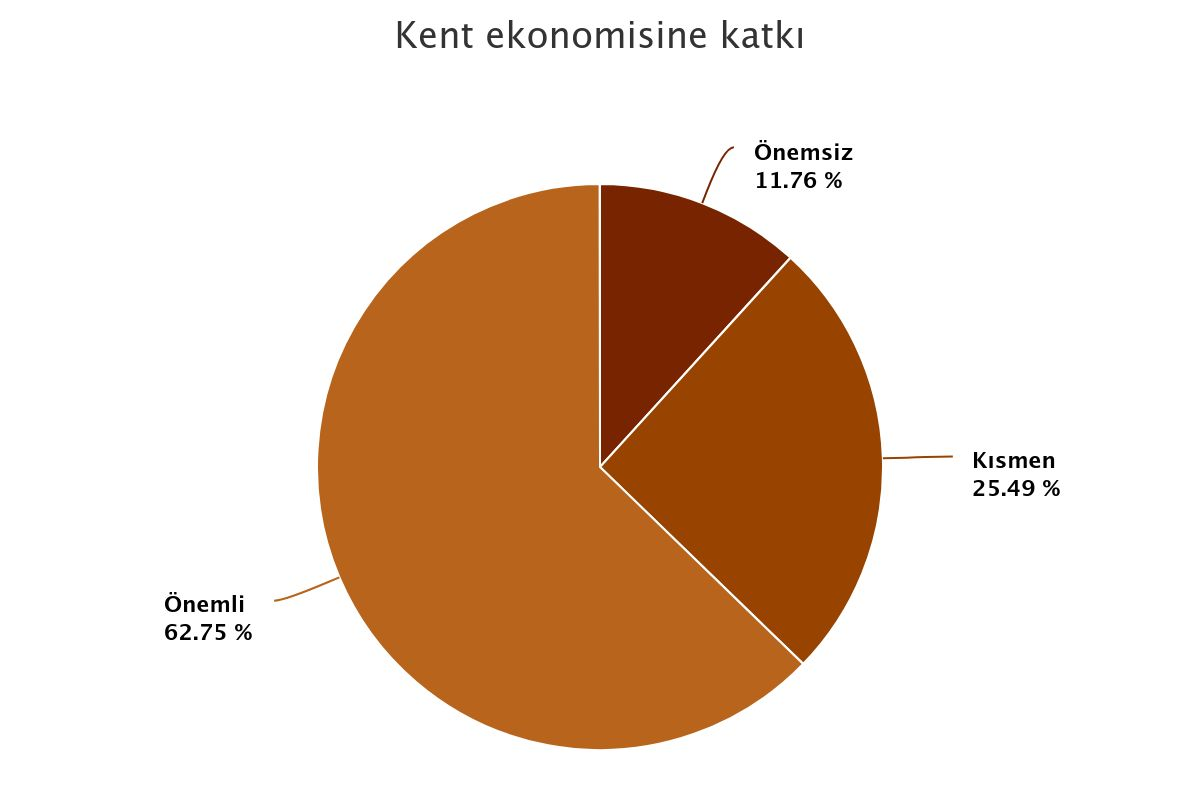 Kent ekonomisine katkı
Önemsiz
11.76 %
Kısmen
25.49 %
Önemli
62.75 %